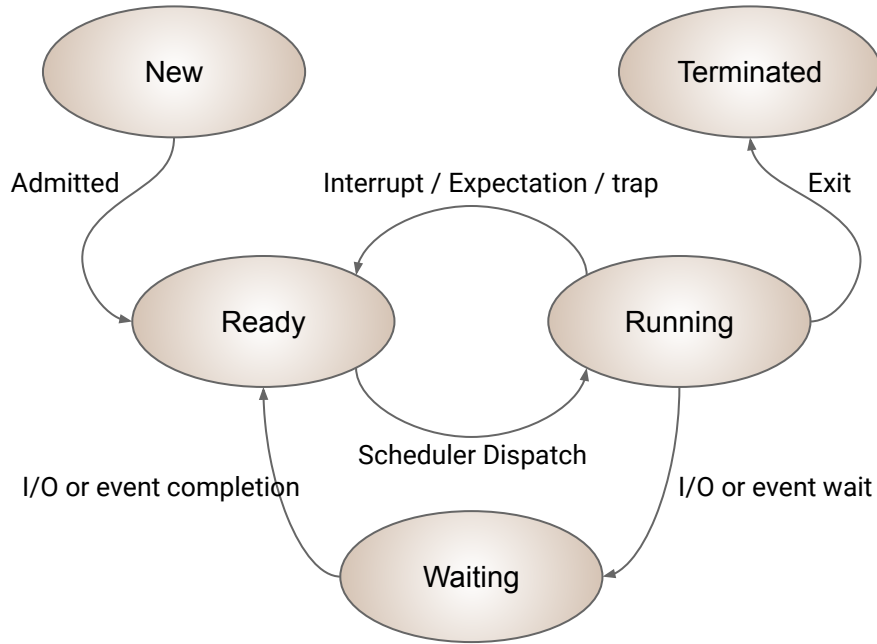 New
Terminated
Admitted
Interrupt / Expectation / trap
Exit
Ready
Running
Scheduler Dispatch
I/O or event completion
I/O or event wait
Waiting